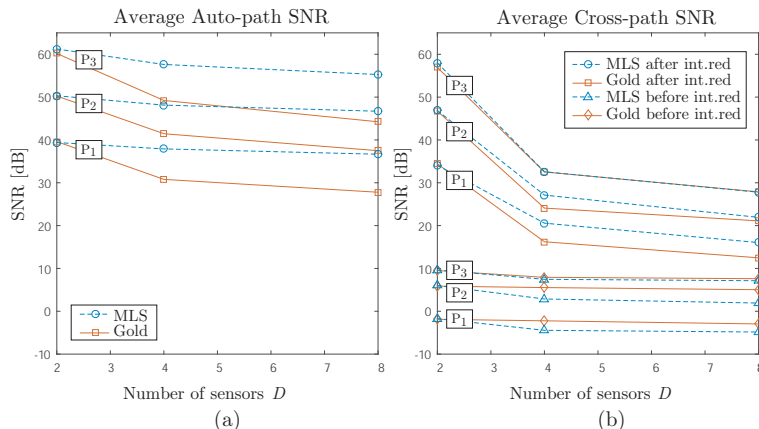 Average Auto-path SNR
60
50
40
30
20
10
0
-10
SNR [dB]
P3
P2
P1
MLS
Gold
2 3 4 5 6 7 8
Number of sensors D
(a)
Average Cross-path SNR
60
50
40
30
20
10
0
-10
SNR [dB]
MLS after int.red
Gold after int.red
MLS before int.red
Gold before int.red
P3
P2
P1
P3
P2
P1
2 3 4 5 6 7 8
Number of sensors D
(b)